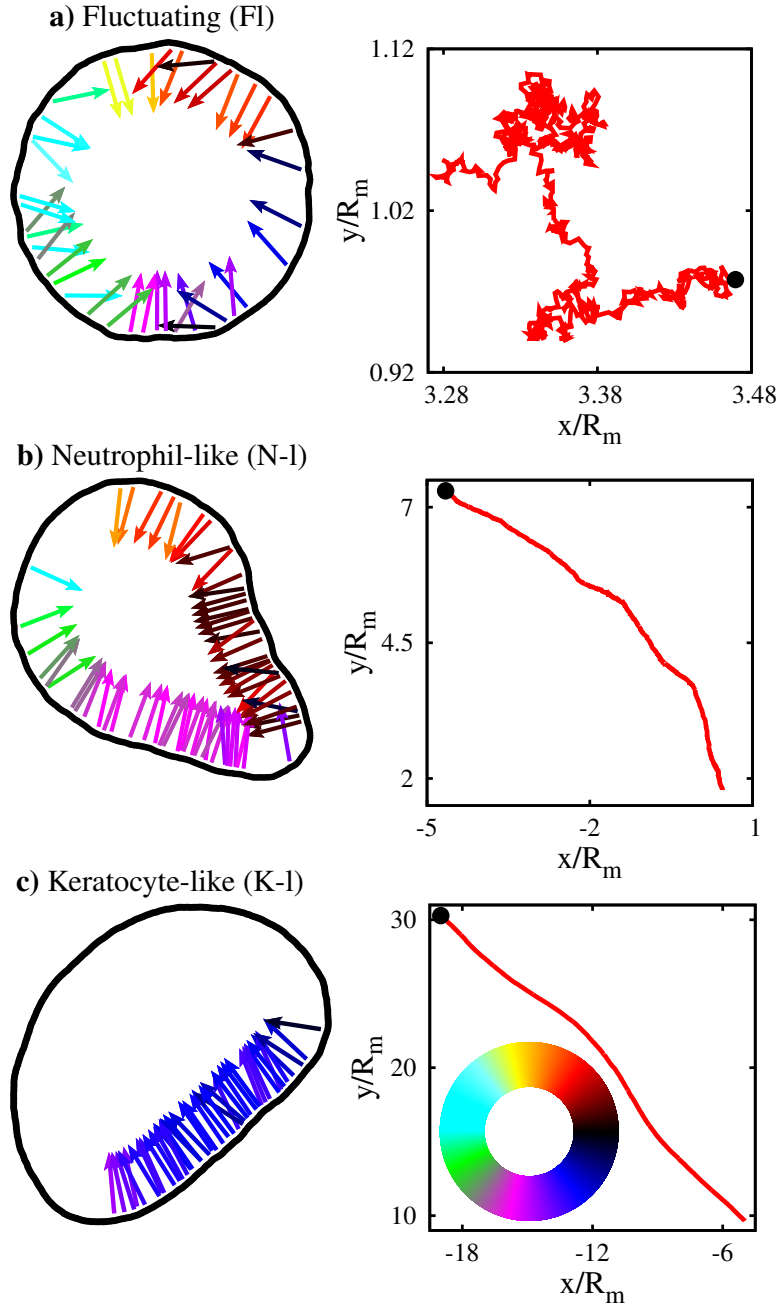 a) Fluctuating (Fl)
1.12
1.02
0.92
y/R_m
3.28 3.38 3.48
x/R_m
b) Neutrophil-like (N-l)
7
4.5
2
y/R_m
-5 -2 1
x/R_m
c) Keratocyte-like (K-l)
30
20
10
y/R_m
-18 -12 -6
x/R_m